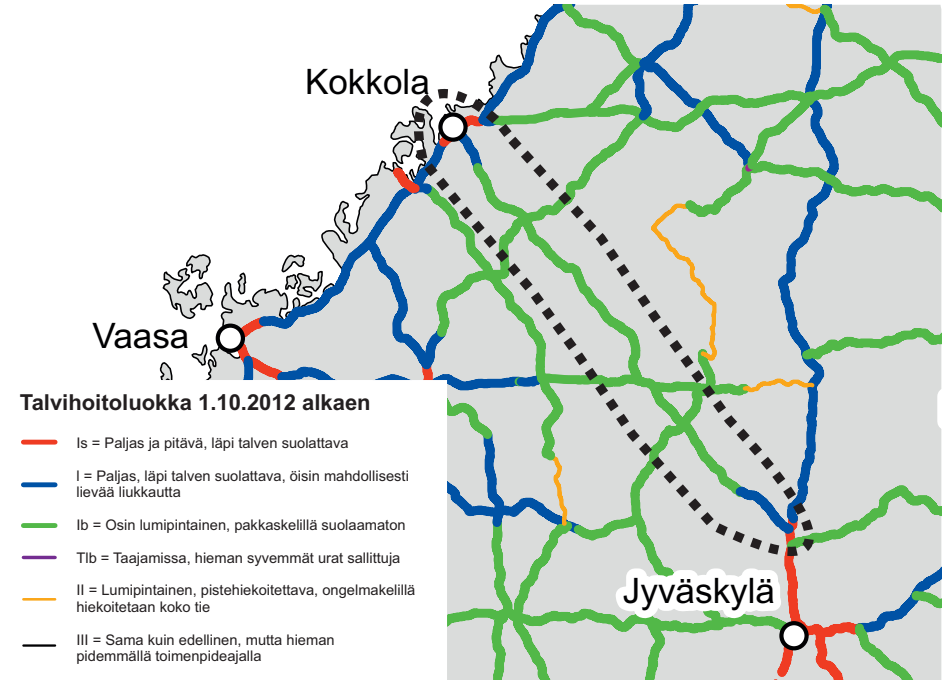 Kokkola
Vaasa
Talvihoitoluokka 1.10.2012 alkaen
Is = Paljas ja pitävä, läpi talven suolattava
I = Paljas, läpi talven suolattava, öisin mahdollisesti
lievää liukkautta
Ib = Osin lumipintainen, pakkaskelillä suolaamaton
TIb = Taajamissa, hieman syvemmät urat sallittuja
II = Lumipintainen, pistehiekoitettava, ongelmakelillä
hiekoitetaan koko tie
III = Sama kuin edellinen, mutta hieman
pidemmällä toimenpideajalla
Jyväskylä